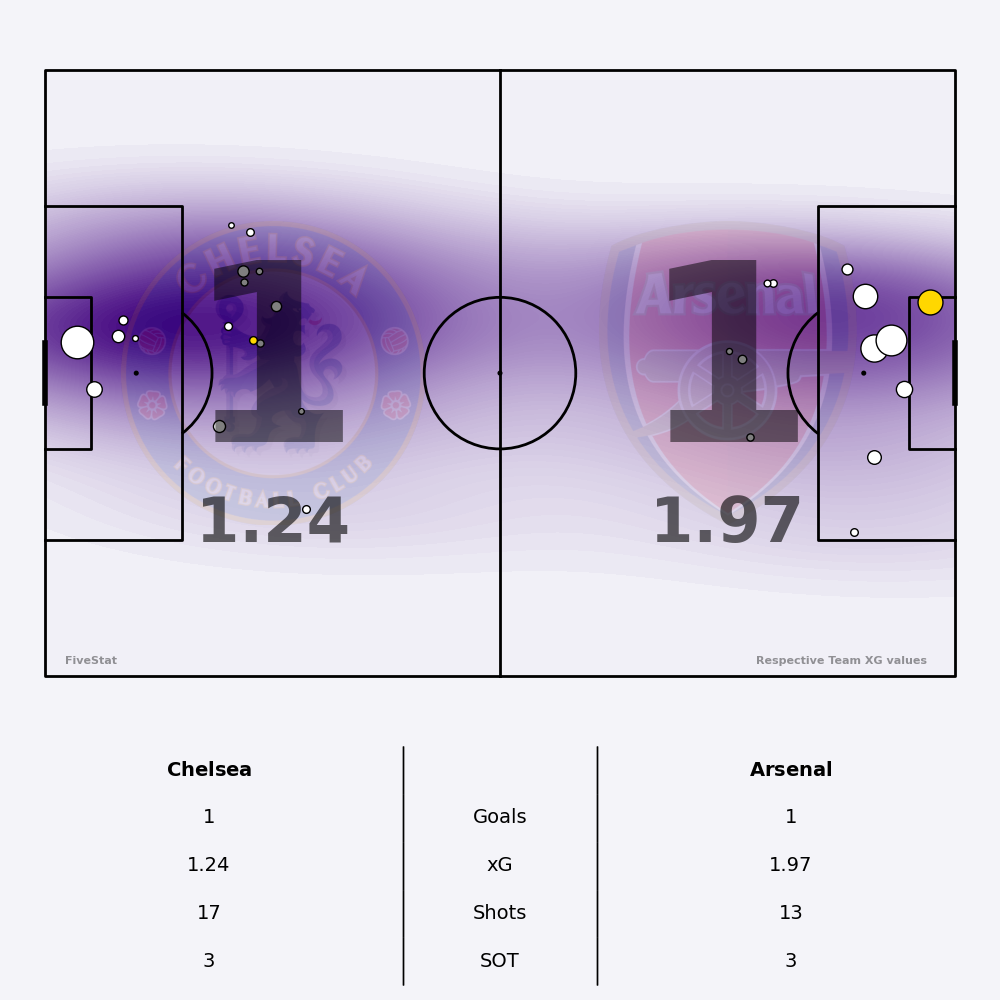 CHELSEA
FOOTBALL CLUB
Arsenal
1 1
1.24 1.97
FiveStat Respective Team XG values
Chelsea Arsenal
1 Goals 1
1.24 xG 1.97
17 Shots 13
3 SOT 3